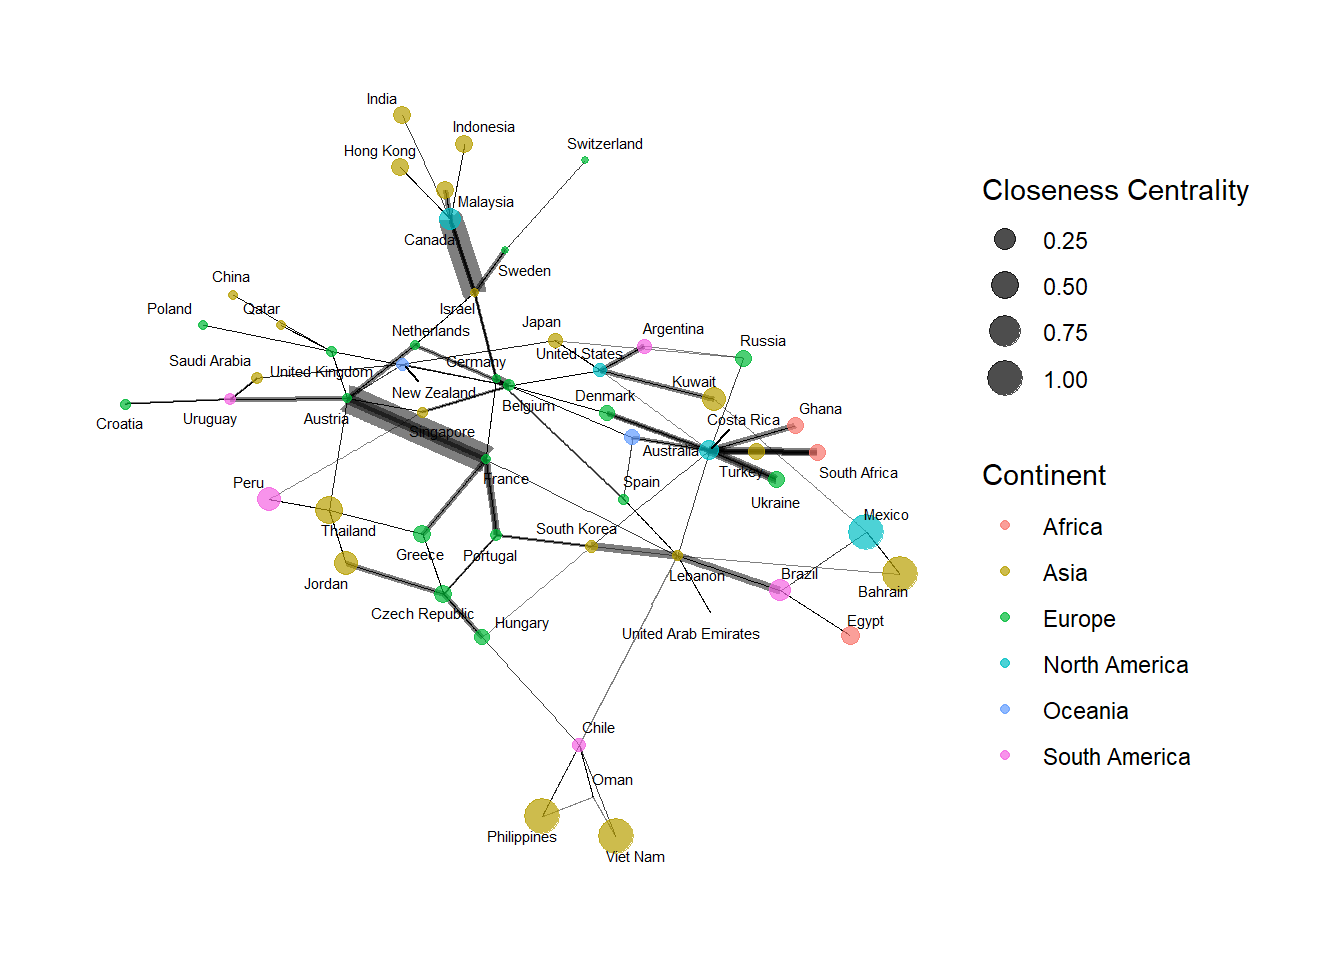 India
Indonesia
Hong Kong
Switzerland
Malaysia
Canada
Sweden
China
Israel
Poland
Qatar
Netherlands
Japan
Argentina
Russia
Saudi Arabia
United Kingdom
Germany
United States
New Zealand
Kuwait
Croatia
Uruguay
Austria
Singapore
Belgium
Denmark
Costa Rica
Ghana
Australia
Turkey
South Africa
Peru
France
Spain
Ukraine
Thailand
Greece
Portugal
South Korea
Mexico
Jordan
Lebanon
Brazil
Bahrain
Czech Republic
Hungary
United Arab Emirates
Egypt
Chile
Oman
Philippines
Viet Nam
Closeness Centrality
0.25
0.50
0.75
1.00
Continent
Africa
Asia
Europe
North America
Oceania
South America